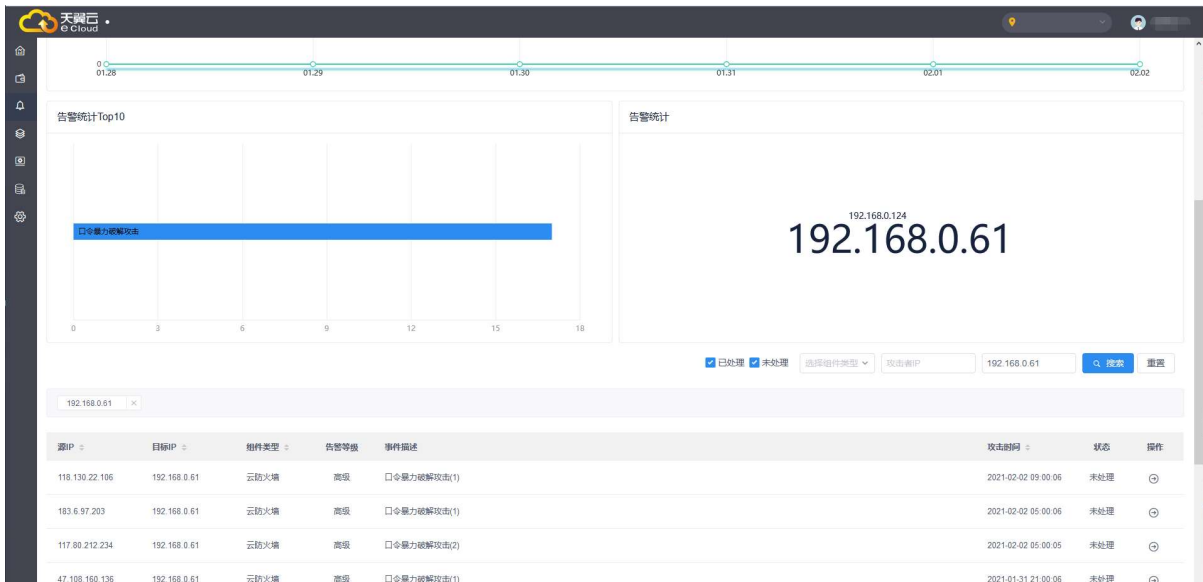 天翼云
e Cloud
0
01.28 01.29 01.30 01.31 02.01 02.02
告警统计Top10
告警统计
口令暴力破解攻击
0 3 6 9 12 15 18
192.168.0.124
192.168.0.61
已处理 未处理 选择组件类型 攻击者IP 192.168.0.61 搜索 重置
192.168.0.61 ×
源IP 目标IP 组件类型 告警等级 事件描述 攻击时间 状态 操作
118.130.22.106 192.168.0.61 云防火墙 高级 口令暴力破解攻击(1) 2021-02-02 09:00:06 未处理
183.6.97.203 192.168.0.61 云防火墙 高级 口令暴力破解攻击(1) 2021-02-02 05:00:06 未处理
117.80.212.234 192.168.0.61 云防火墙 高级 口令暴力破解攻击(2) 2021-02-02 05:00:05 未处理
47.108.160.136 192.168.0.61 云防火墙 高级 口令暴力破解攻击(1) 2021-01-31 21:00:06 未处理